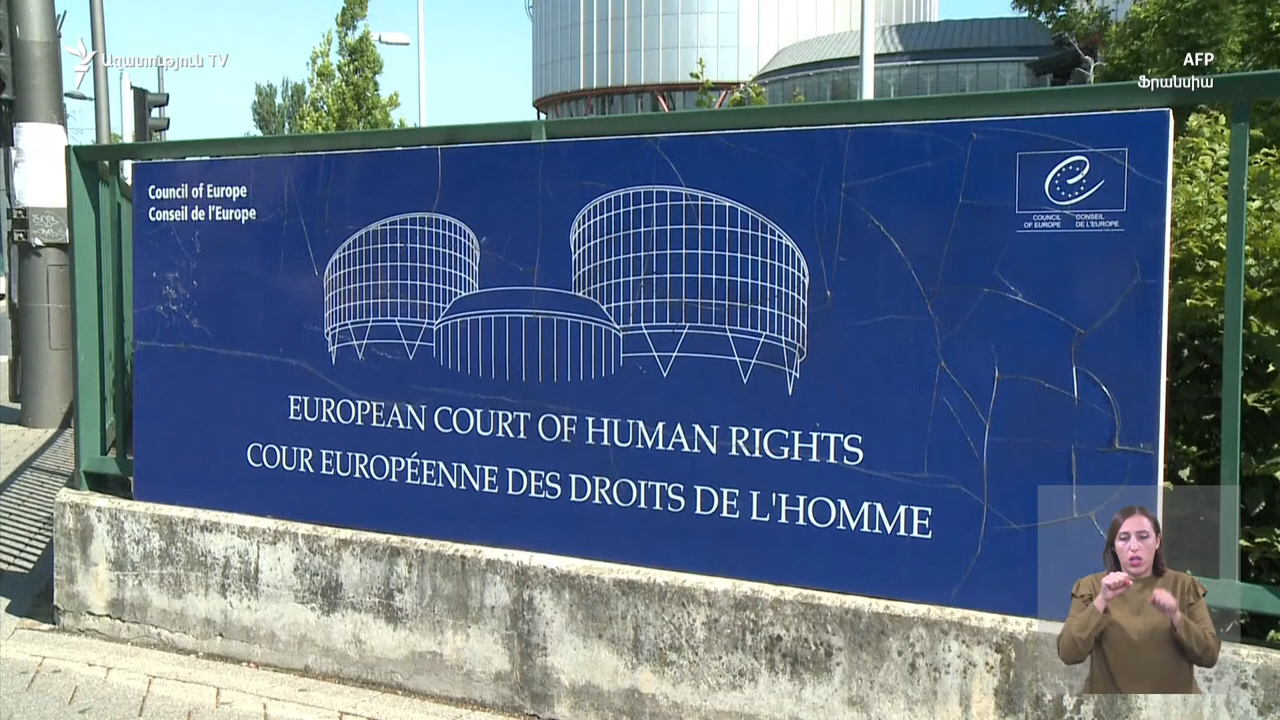 Ազատություն TV
AFP
Ֆրանսիա
Council of Europe
Conseil de l'Europe
COUNCIL OF EUROPE
CONSEIL DE L'EUROPE
EUROPEAN COURT OF HUMAN RIGHTS
COUR EUROPÉENNE DES DROITS DE L'HOMME